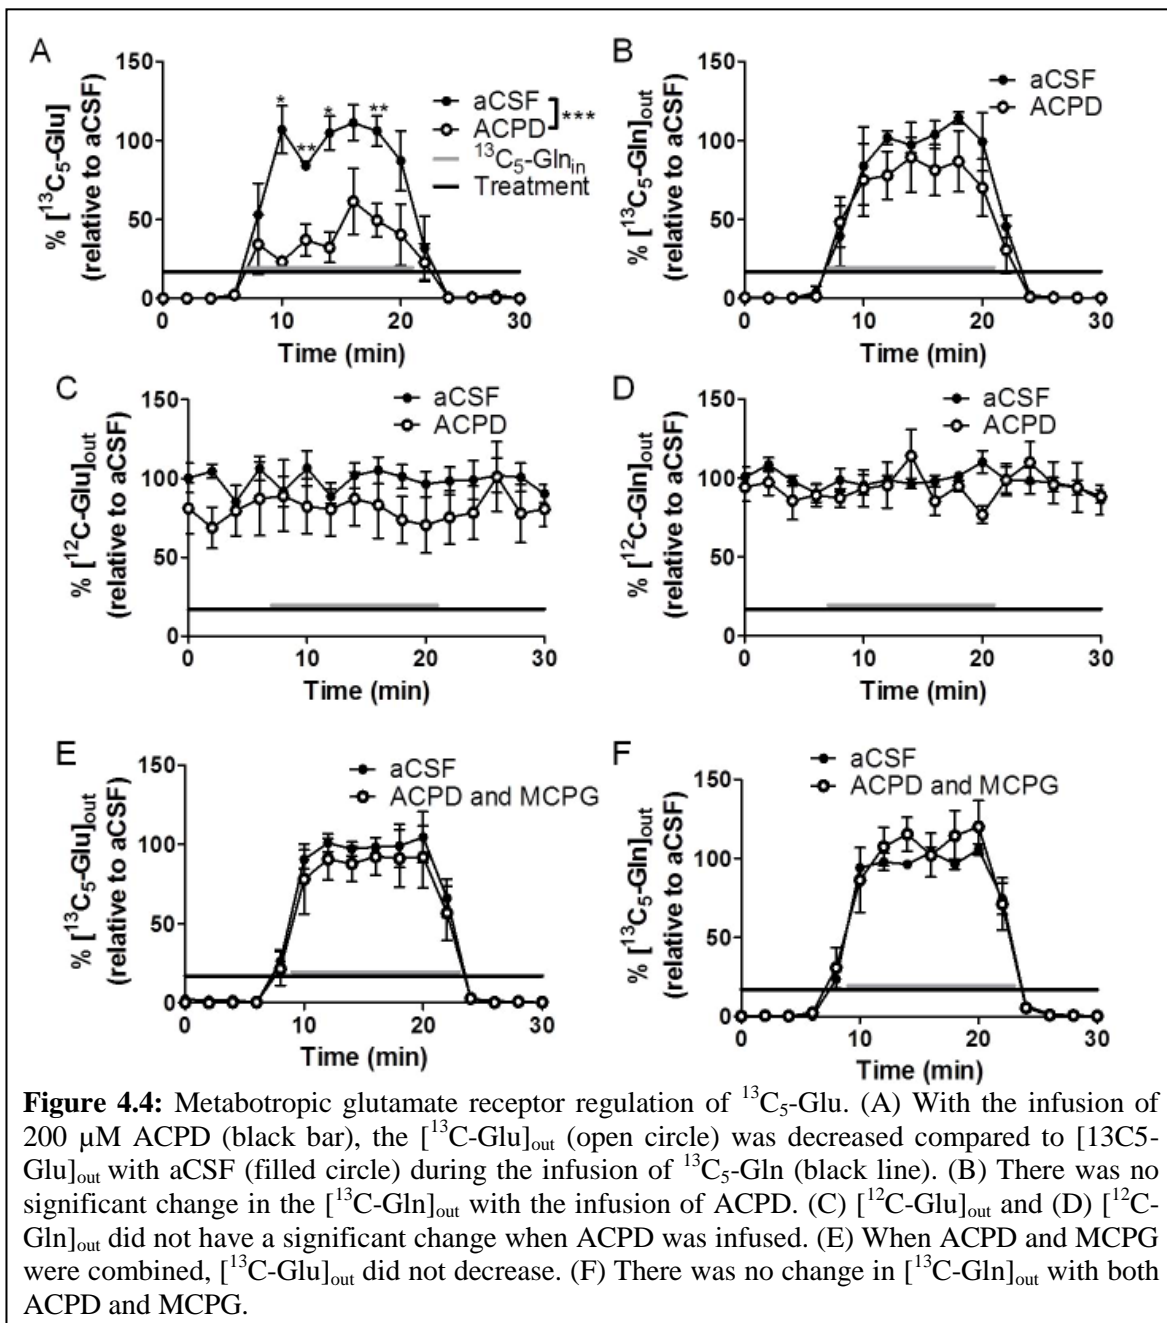 A
% [¹³C₅-Glu]
(relative to aCSF)
150
100
50
0
0 10 20 30
Time (min)
* ** * **
aCSF
ACPD
***
¹³C₅-Glnᵢₙ
Treatment
B
% [¹³C₅-Gln]ₒᵤₜ
(relative to aCSF)
150
100
50
0
0 10 20 30
Time (min)
aCSF
ACPD
C
% [¹²C-Glu]ₒᵤₜ
(relative to aCSF)
150
100
50
0
0 10 20 30
Time (min)
aCSF
ACPD
D
% [¹²C-Gln]ₒᵤₜ
(relative to aCSF)
150
100
50
0
0 10 20 30
Time (min)
aCSF
ACPD
E
% [¹³C₅-Glu]ₒᵤₜ
(relative to aCSF)
150
100
50
0
0 10 20 30
Time (min)
aCSF
ACPD and MCPG
F
% [¹³C₅-Gln]ₒᵤₜ
(relative to aCSF)
150
100
50
0
0 10 20 30
Time (min)
aCSF
ACPD and MCPG
Figure 4.4: Metabotropic glutamate receptor regulation of ¹³C₅-Glu. (A) With the infusion of
200 µM ACPD (black bar), the [¹³C-Glu]ₒᵤₜ (open circle) was decreased compared to [13C5-
Glu]ₒᵤₜ with aCSF (filled circle) during the infusion of ¹³C₅-Gln (black line). (B) There was no
significant change in the [¹³C-Gln]ₒᵤₜ with the infusion of ACPD. (C) [¹²C-Glu]ₒᵤₜ and (D) [¹²C-
Gln]ₒᵤₜ did not have a significant change when ACPD was infused. (E) When ACPD and MCPG
were combined, [¹³C-Glu]ₒᵤₜ did not decrease. (F) There was no change in [¹³C-Gln]ₒᵤₜ with both
ACPD and MCPG.